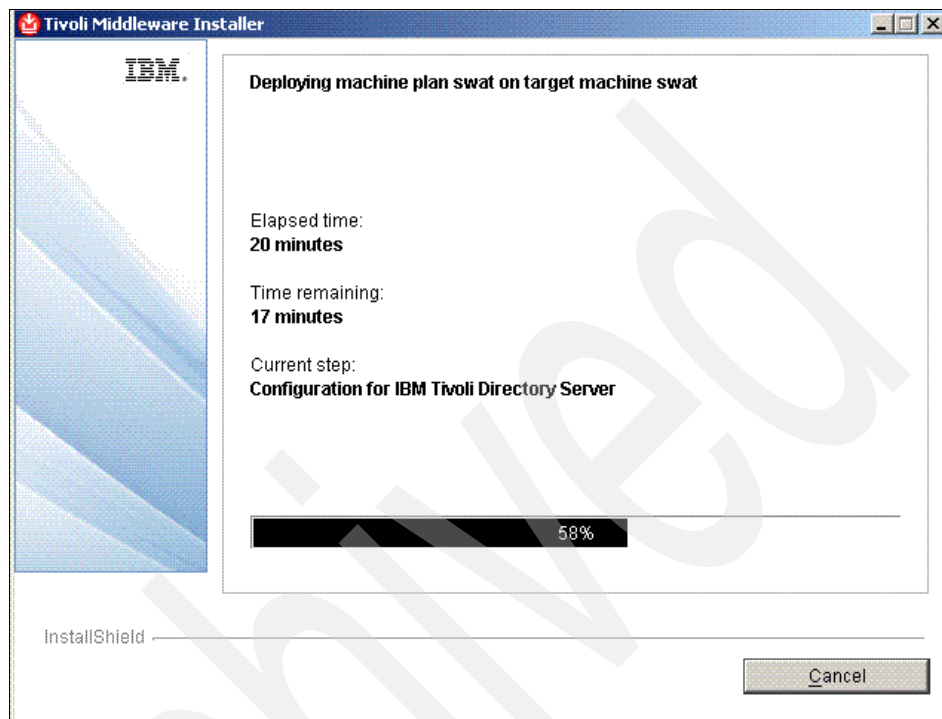 Tivoli Middleware Installer
IBM.
Deploying machine plan swat on target machine swat
Elapsed time:
20 minutes
Time remaining:
17 minutes
Current step:
Configuration for IBM Tivoli Directory Server
58%
InstallShield
Cancel